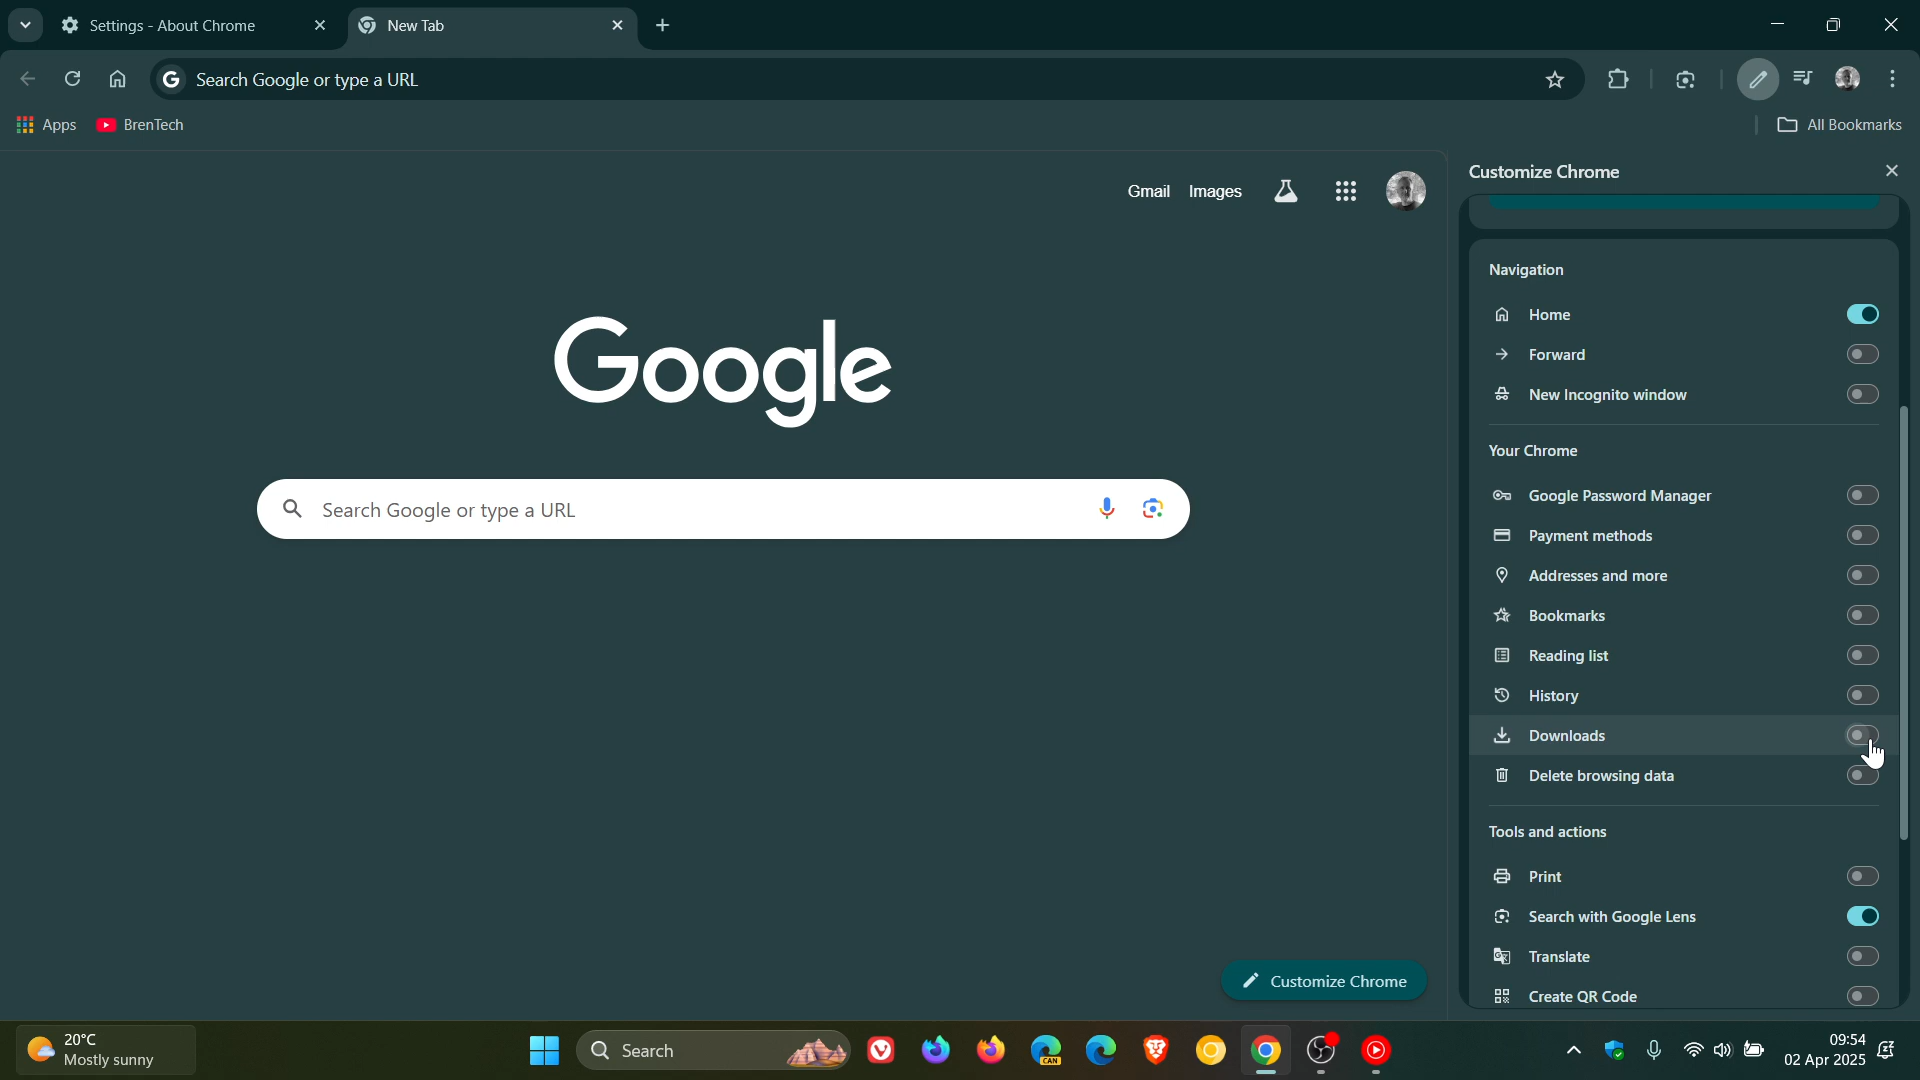 Settings - About Chrome
New Tab
Search Google or type a URL
Apps
BrenTech
All Bookmarks
Gmail
Images
Google
Search Google or type a URL
Customize Chrome
Customize Chrome
Navigation
Home
Forward
New Incognito window
Your Chrome
Google Password Manager
Payment methods
Addresses and more
Bookmarks
Reading list
History
Downloads
Delete browsing data
Tools and actions
Print
Search with Google Lens
Translate
Create QR Code
20°C
Mostly sunny
Search
CAN
09:54
02 Apr 2025